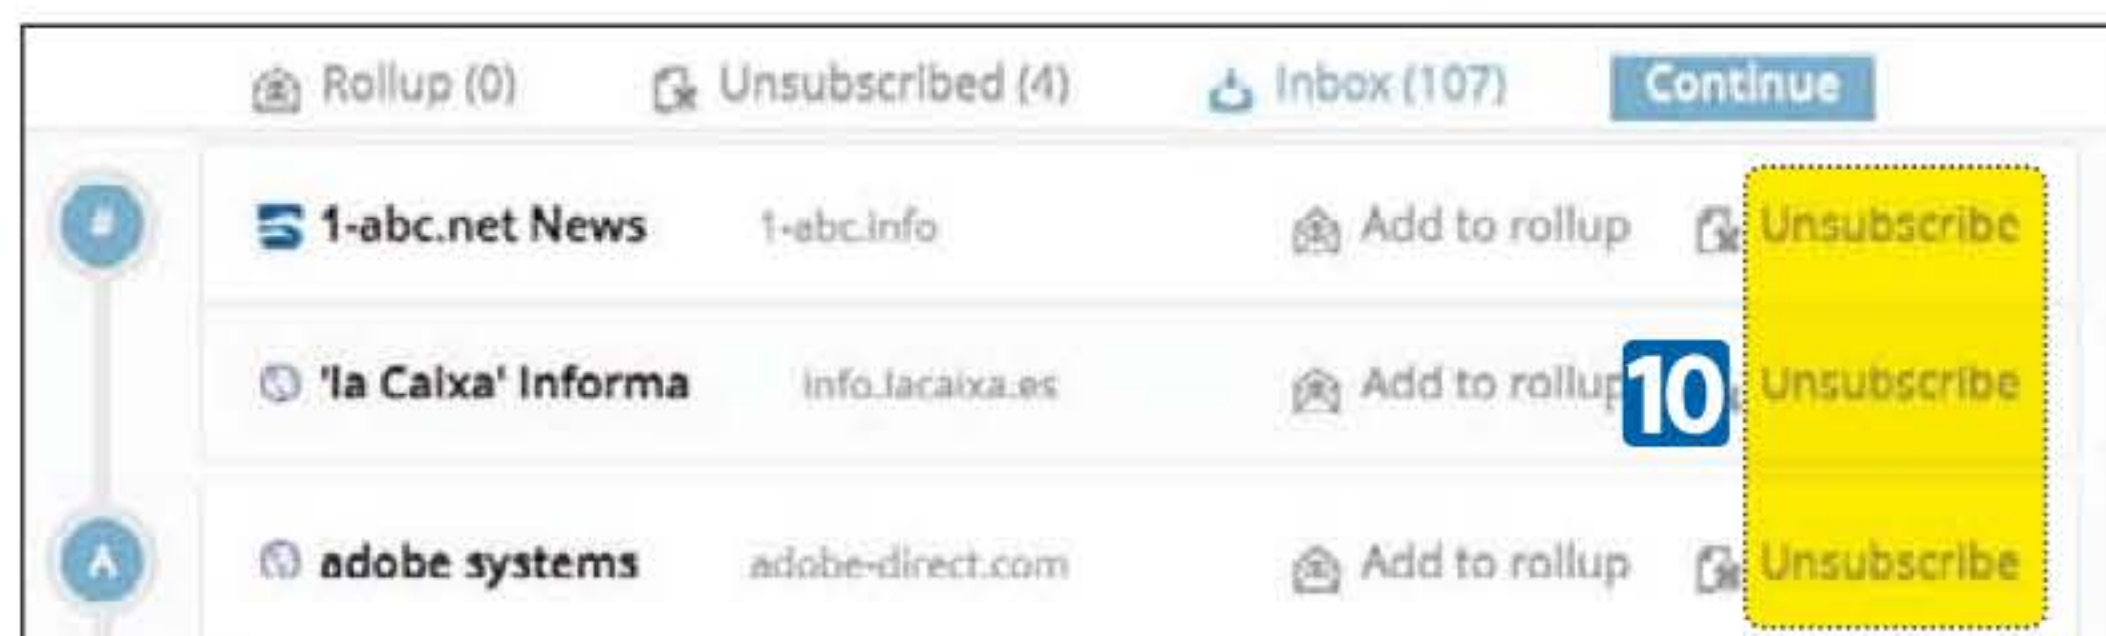 Rollup (0) Unsubscribed (4) Inbox (107) Continue
# 1-abc.net News 1-abc.info Add to rollup Unsubscribe
'la Caixa' Informa info.lacaixa.es Add to rollup 10 Unsubscribe
A adobe systems adobe-direct.com Add to rollup Unsubscribe